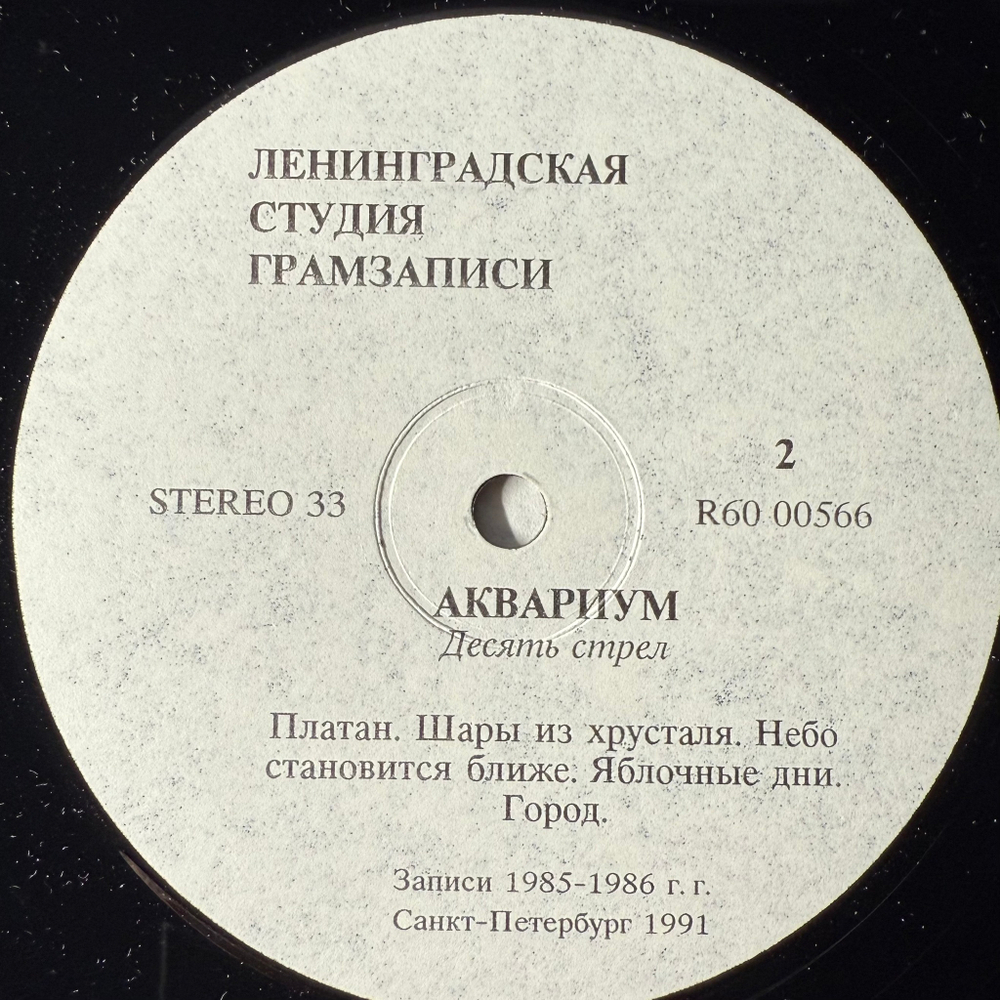 ЛЕНИНГРАДСКАЯ
СТУДИЯ
ГРАМЗАПИСИ
2
STEREO 33
R60 00566
АКВАРИУМ
Десять стрел
Платан. Шары из хрусталя. Небо
становится ближе. Яблочные дни.
Город.
Записи 1985-1986 г. г.
Санкт-Петербург 1991